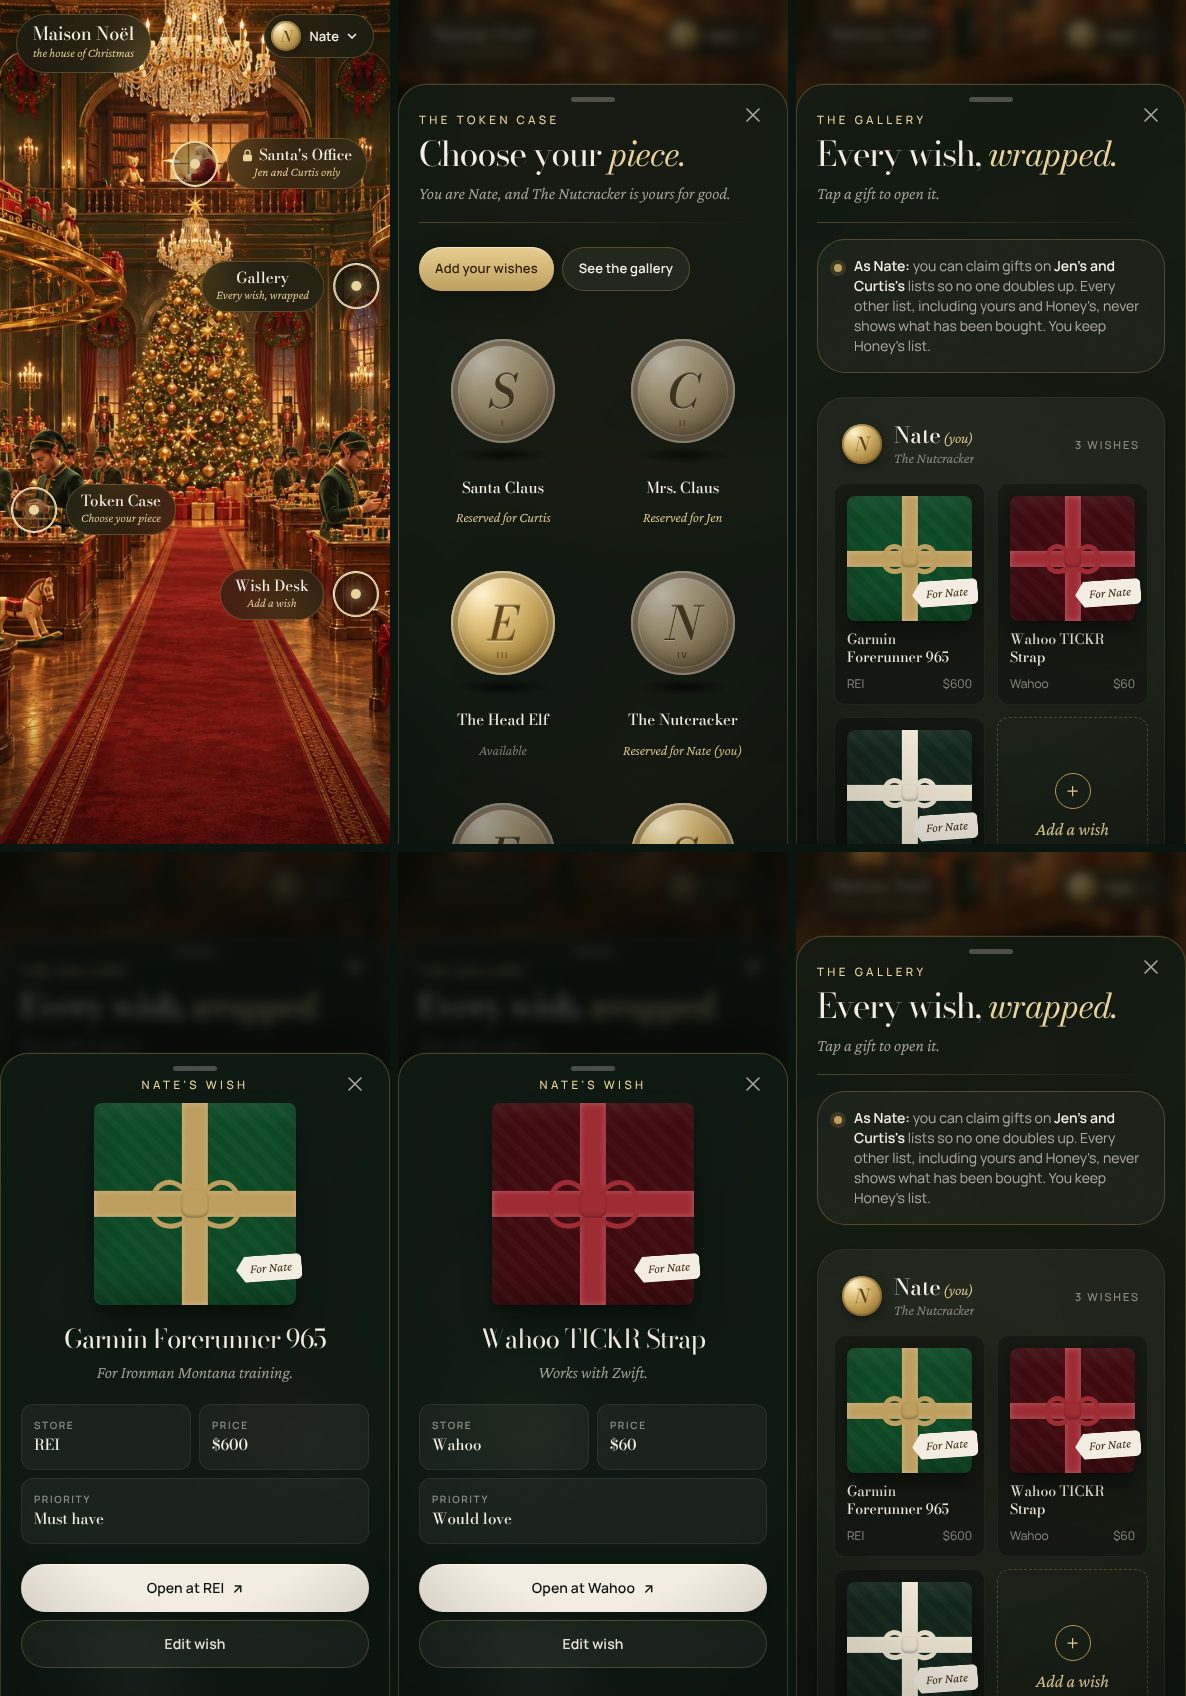 Maison Noël
the house of Christmas
N
Nate
Santa's Office
Jen and Curtis only
Gallery
Every wish, wrapped
Token Case
Choose your piece
Wish Desk
Add a wish
THE TOKEN CASE
Choose your piece.
You are Nate, and The Nutcracker is yours for good.
Add your wishes
See the gallery
S
I
C
II
Santa Claus
Mrs. Claus
Reserved for Curtis
Reserved for Jen
E
III
N
IV
The Head Elf
The Nutcracker
Available
Reserved for Nate (you)
THE GALLERY
Every wish, wrapped.
Tap a gift to open it.
As Nate: you can claim gifts on Jen's and
Curtis's lists so no one doubles up. Every
other list, including yours and Honey's, never
shows what has been bought. You keep
Honey's list.
N
Nate (you)
The Nutcracker
3 WISHES
For Nate
For Nate
Garmin
Forerunner 965
Wahoo TICKR
Strap
REI
$600
Wahoo
$60
For Nate
Add a wish
NATE'S WISH
For Nate
Garmin Forerunner 965
For Ironman Montana training.
STORE
REI
PRICE
$600
PRIORITY
Must have
Open at REI
Edit wish
NATE'S WISH
For Nate
Wahoo TICKR Strap
Works with Zwift.
STORE
Wahoo
PRICE
$60
PRIORITY
Would love
Open at Wahoo
Edit wish
THE GALLERY
Every wish, wrapped.
Tap a gift to open it.
As Nate: you can claim gifts on Jen's and
Curtis's lists so no one doubles up. Every
other list, including yours and Honey's, never
shows what has been bought. You keep
Honey's list.
N
Nate (you)
The Nutcracker
3 WISHES
For Nate
For Nate
Garmin
Forerunner 965
Wahoo TICKR
Strap
REI
$600
Wahoo
$60
For Nate
Add a wish